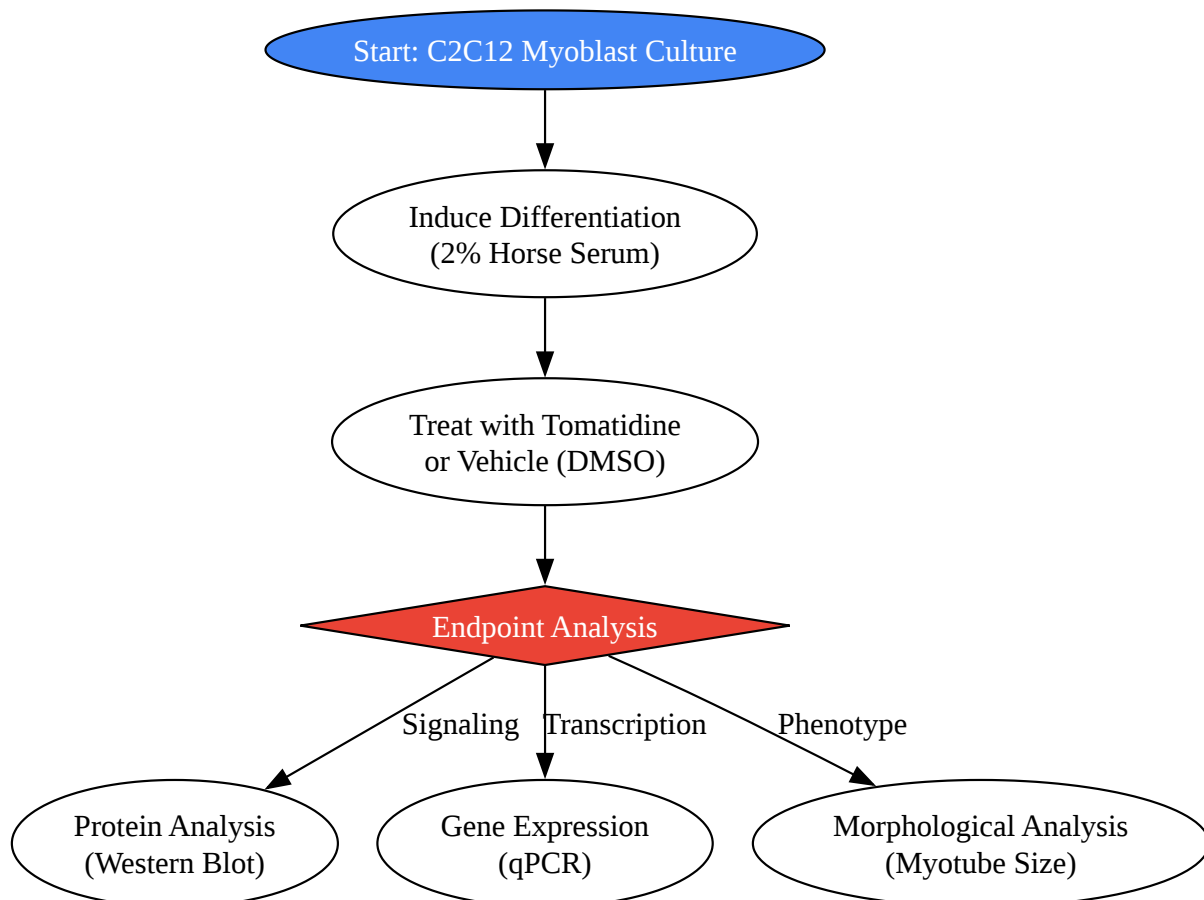 Start: C2C12 Myoblast Culture
Induce Differentiation
(2% Horse Serum)
Treat with Tomatidine
or Vehicle (DMSO)
Endpoint Analysis
Signaling
Transcription
Phenotype
Protein Analysis
(Western Blot)
Gene Expression
(qPCR)
Morphological Analysis
(Myotube Size)